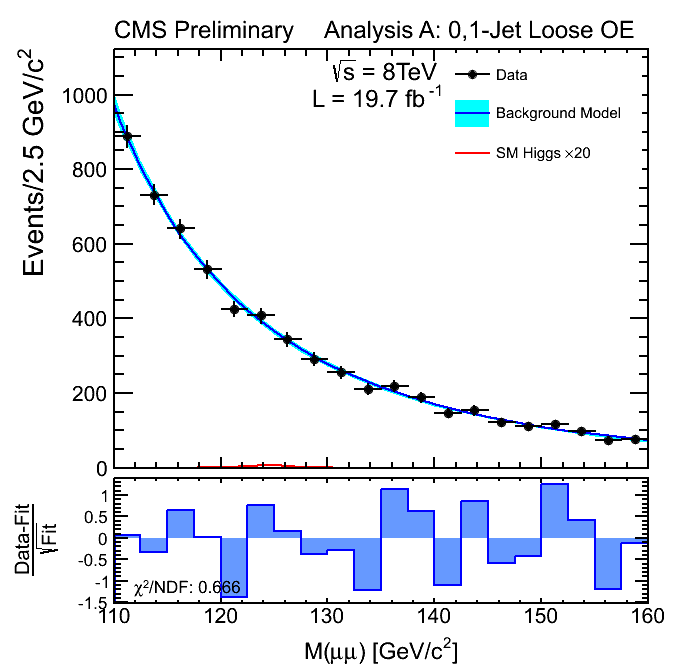 CMS Preliminary Analysis A: 0,1-Jet Loose OE
√s = 8TeV
L = 19.7 fb⁻¹
Data
Background Model
SM Higgs ×20
Events/2.5 GeV/c²
1000
800
600
400
200
0
Data-Fit
√Fit
1
0.5
0
-0.5
-1
-1.5
χ²/NDF: 0.666
110 120 130 140 150 160
M(μμ) [GeV/c²]